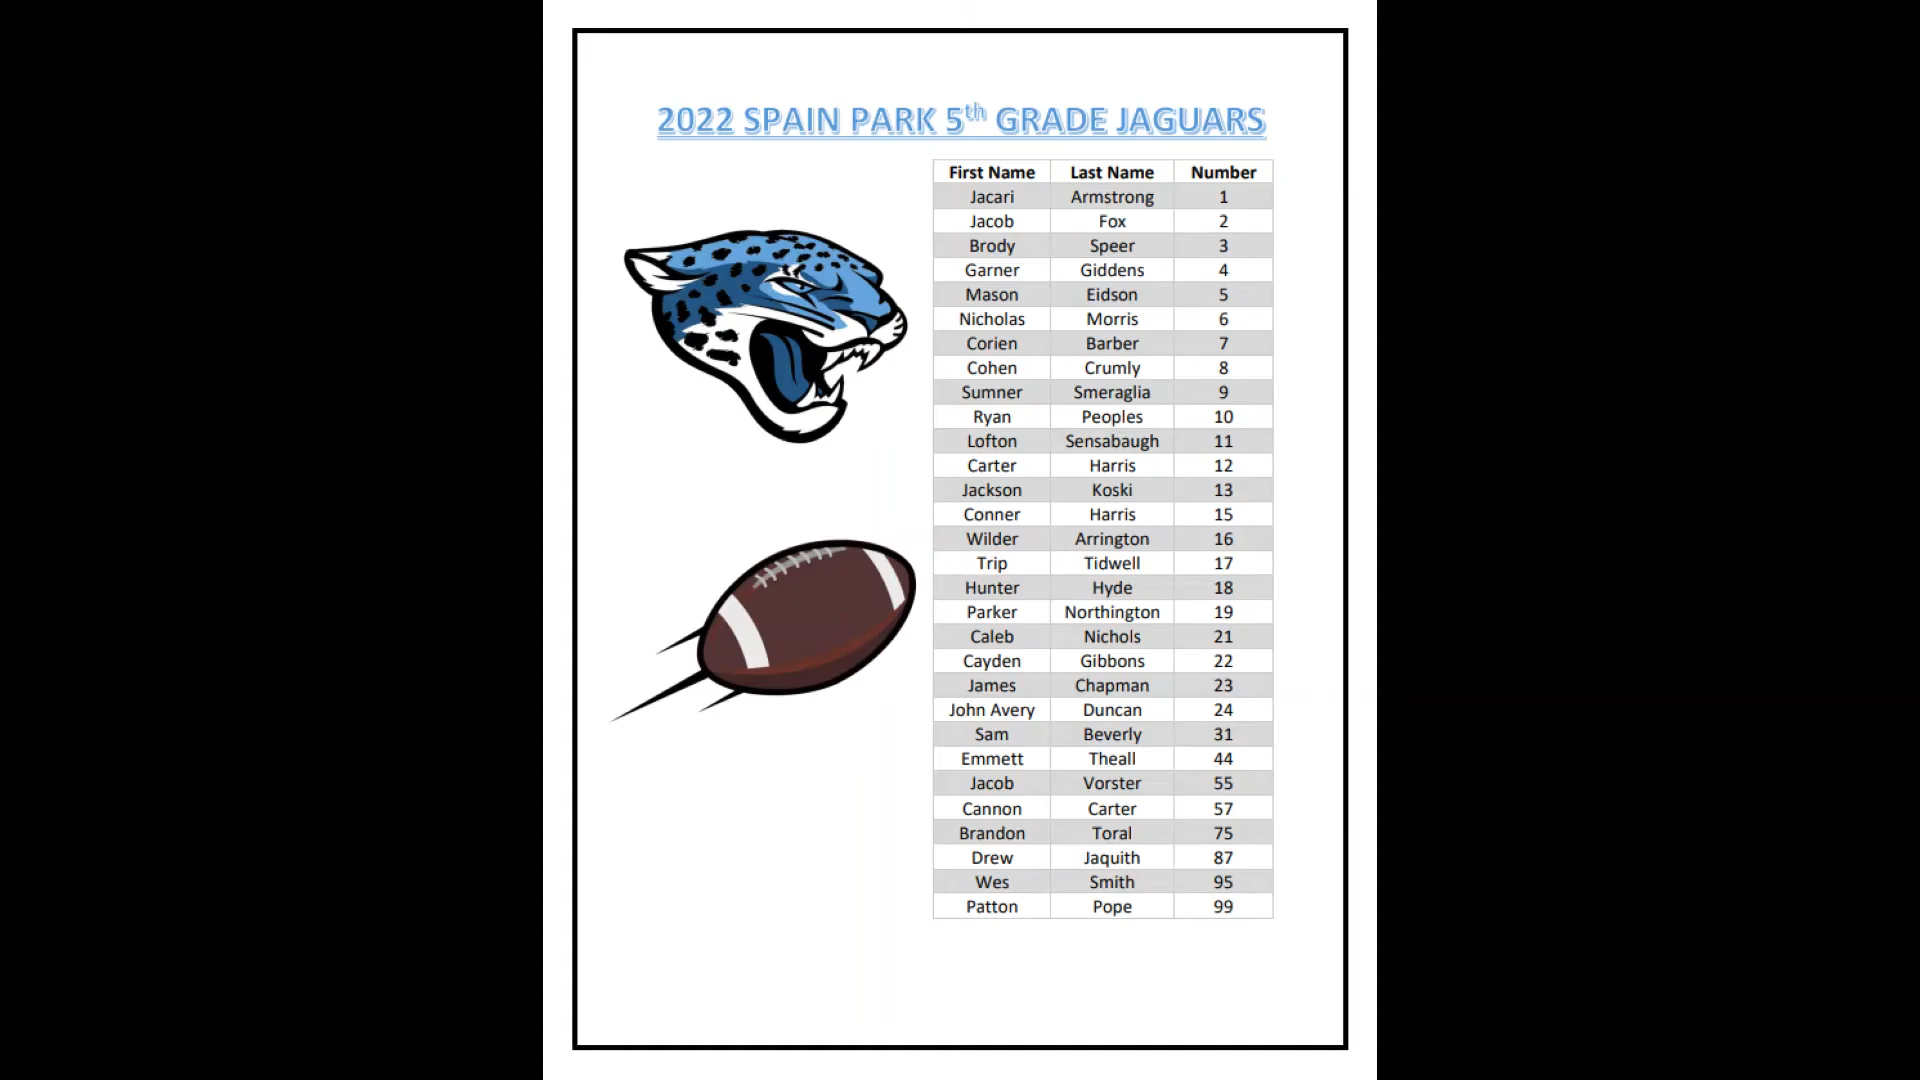 2022 SPAIN PARK 5th GRADE JAGUARS
First Name Last Name Number
Jacari Armstrong 1
Jacob Fox 2
Brody Speer 3
Garner Giddens 4
Mason Eidson 5
Nicholas Morris 6
Corien Barber 7
Cohen Crumly 8
Sumner Smeraglia 9
Ryan Peoples 10
Lofton Sensabaugh 11
Carter Harris 12
Jackson Koski 13
Conner Harris 15
Wilder Arrington 16
Trip Tidwell 17
Hunter Hyde 18
Parker Northington 19
Caleb Nichols 21
Cayden Gibbons 22
James Chapman 23
John Avery Duncan 24
Sam Beverly 31
Emmett Theall 44
Jacob Vorster 55
Cannon Carter 57
Brandon Toral 75
Drew Jaquith 87
Wes Smith 95
Patton Pope 99